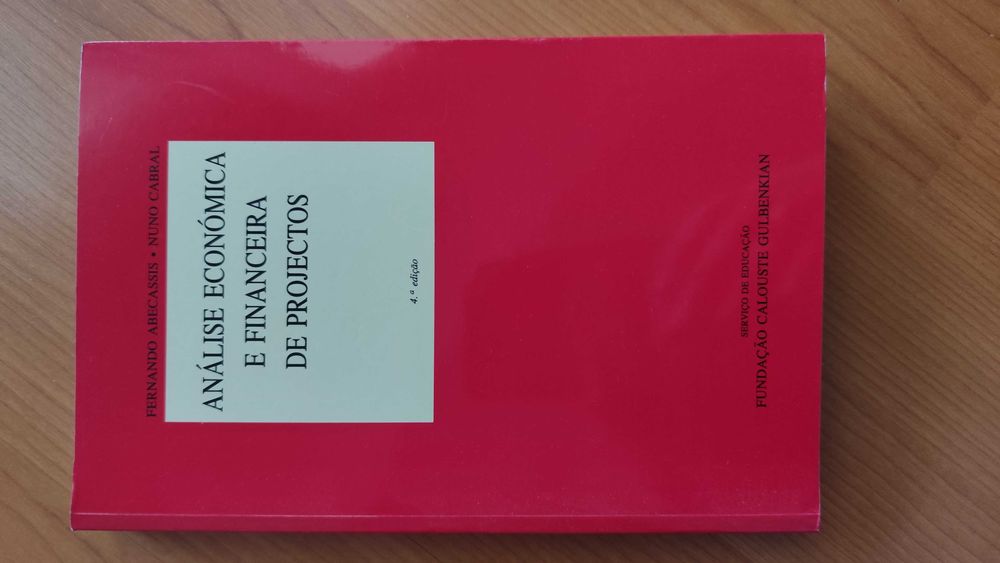 FERNANDO ABECASSIS • NUNO CABRAL
ANÁLISE ECONÓMICA
E FINANCEIRA
DE PROJECTOS
4.ª edição
SERVIÇO DE EDUCAÇÃO
FUNDAÇÃO CALOUSTE GULBENKIAN